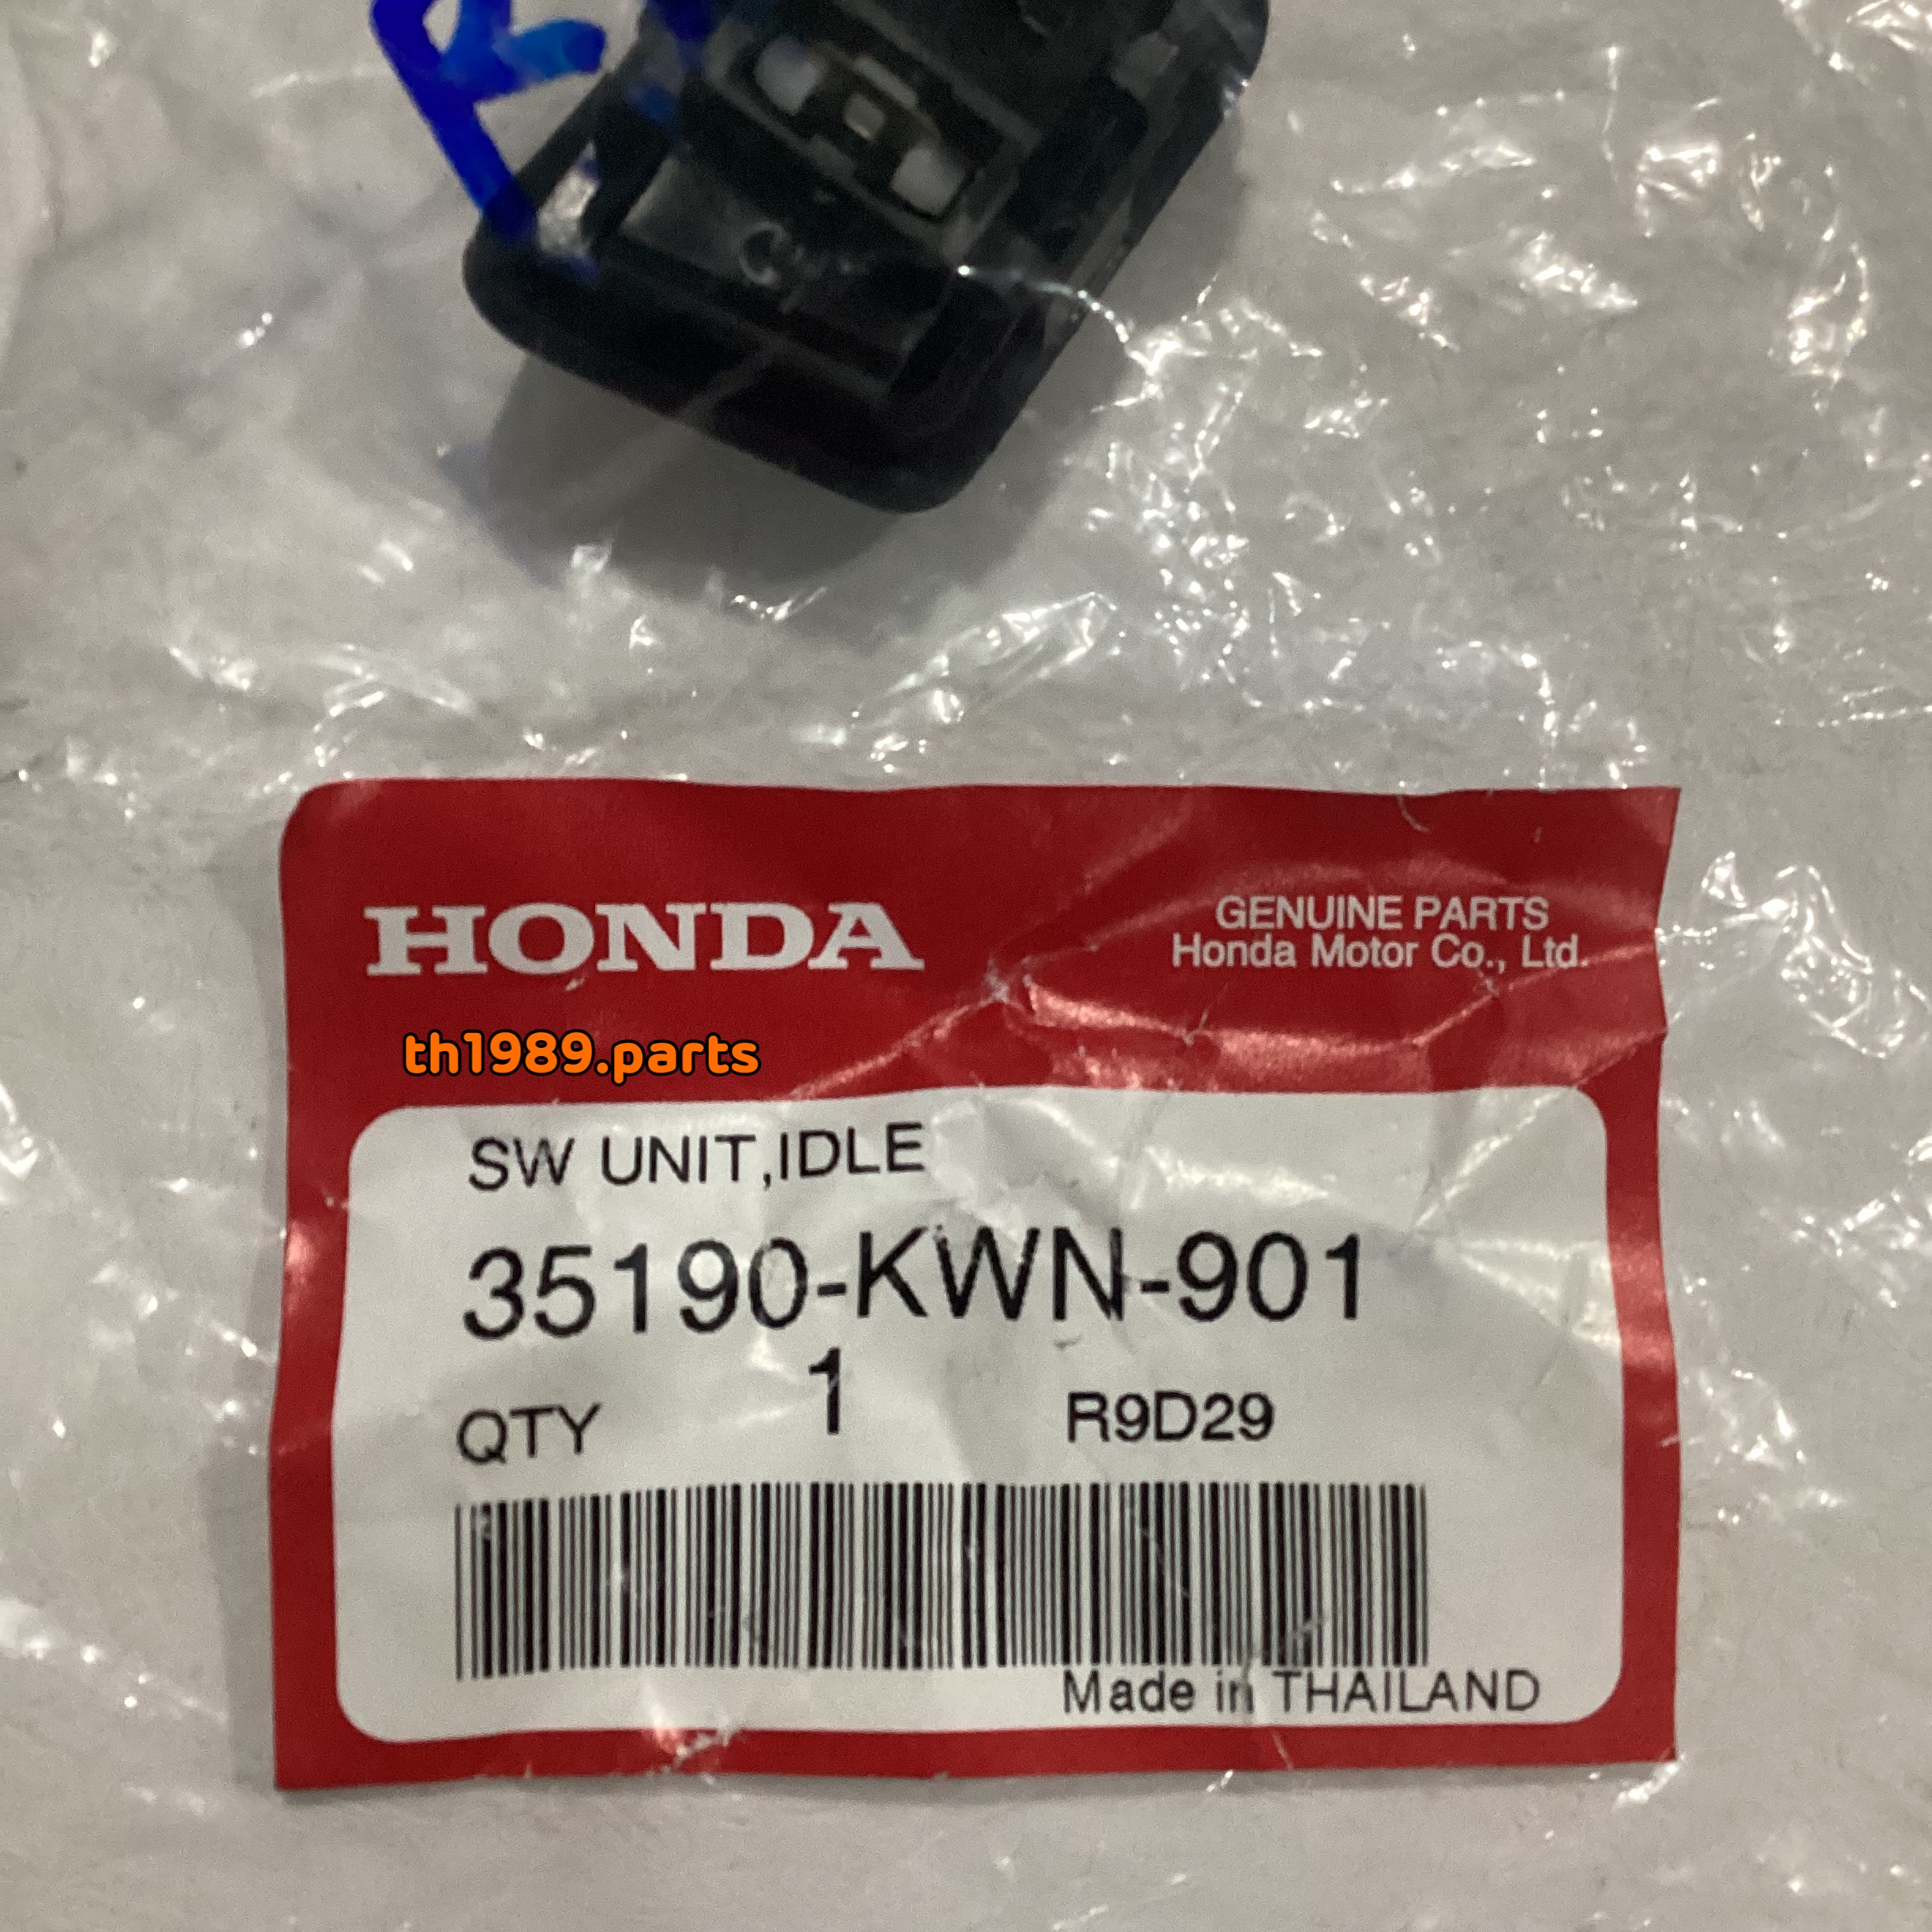 HONDA
GENUINE PARTS
Honda Motor Co., Ltd.
th1989.parts
SW UNIT,IDLE
35190-KWN-901
QTY 1 R9D29
Made in THAILAND